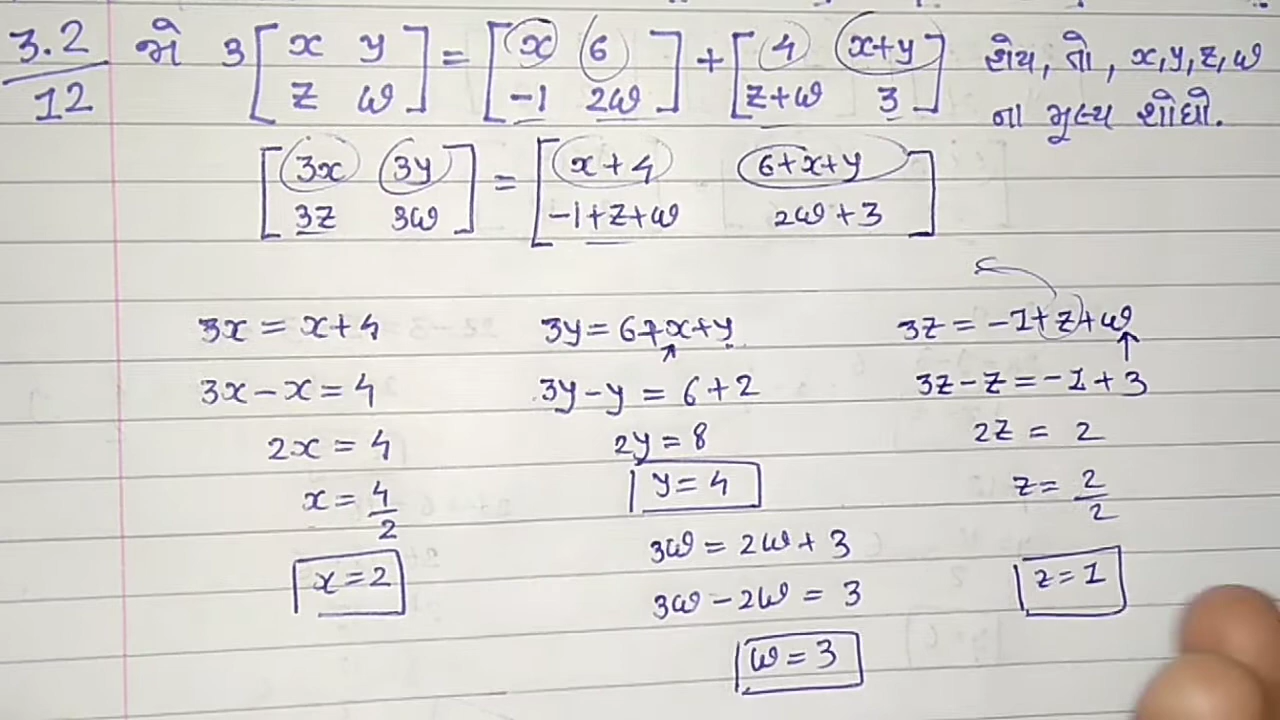 3.2/12 જો 3[x y; z w] = [x 6; -1 2w] + [4 x+y; z+w 3] હોય, તો, x,y,z,w
ના મૂલ્ય શોધો.
[3x 3y; 3z 3w] = [x+4 6+x+y; -1+z+w 2w+3]
3x = x+4
3x-x = 4
2x = 4
x = 4/2
x = 2
3y = 6+x+y
3y-y = 6+2
2y = 8
y = 4
3w = 2w+3
3w-2w = 3
w = 3
3z = -1+z+w
3z-z = -1+3
2z = 2
z = 2/2
z = 1